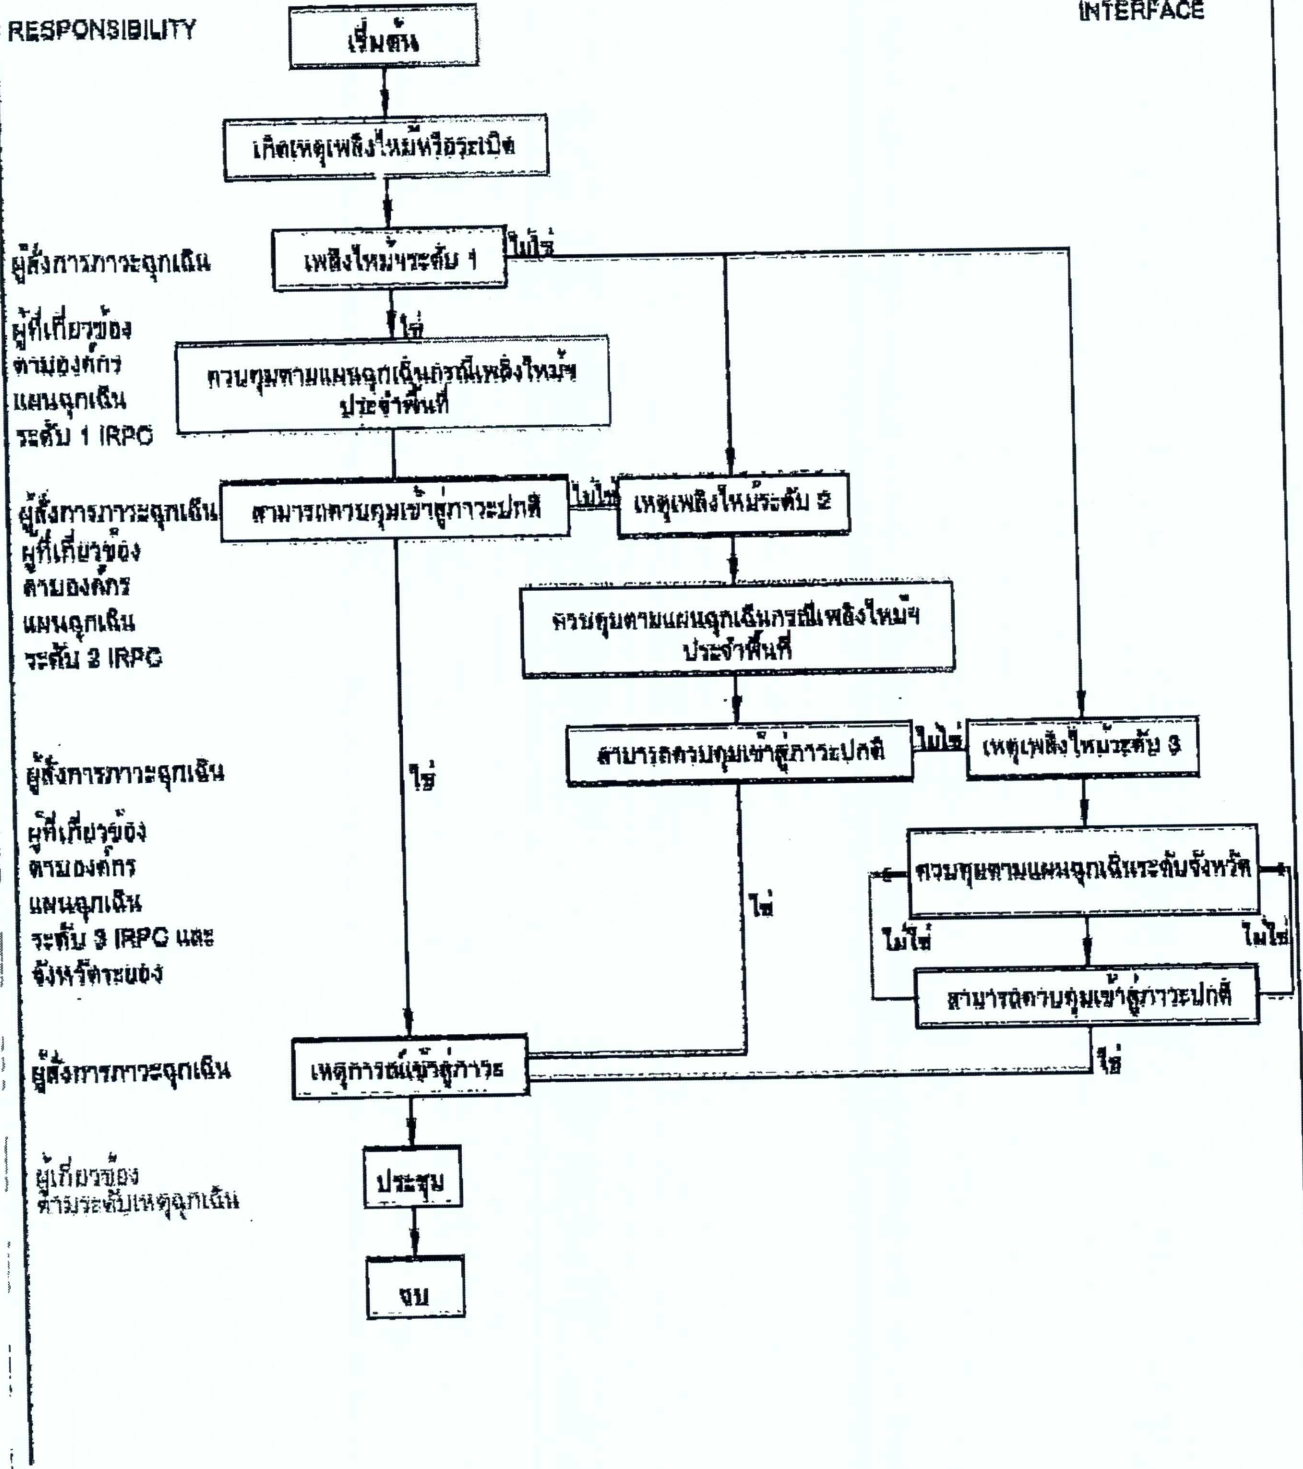 RESPONSIBILITY
INTERFACE
เริ่มต้น
เกิดเหตุเพลิงไหม้หรือระเบิด
ผู้สั่งการภาวะฉุกเฉิน
เพลิงไหม้ฯระดับ 1
ไม่ใช่
ใช่
ผู้ที่เกี่ยวข้อง
ตามองค์กร
แผนฉุกเฉิน
ระดับ 1 IRPC
ควบคุมตามแผนฉุกเฉินกรณีเพลิงไหม้ฯ
ประจำพื้นที่
ผู้สั่งการภาวะฉุกเฉิน
สามารถควบคุมเข้าสู่ภาวะปกติ
ไม่ใช่
เหตุเพลิงไหม้ระดับ 2
ผู้ที่เกี่ยวข้อง
ตามองค์กร
แผนฉุกเฉิน
ระดับ 2 IRPC
ควบคุมตามแผนฉุกเฉินกรณีเพลิงไหม้ฯ
ประจำพื้นที่
สามารถควบคุมเข้าสู่ภาวะปกติ
ไม่ใช่
เหตุเพลิงไหม้ระดับ 3
ผู้สั่งการภาวะฉุกเฉิน
ใช่
ผู้ที่เกี่ยวข้อง
ตามองค์กร
แผนฉุกเฉิน
ระดับ 3 IRPC และ
จังหวัดระยอง
ควบคุมตามแผนฉุกเฉินระดับจังหวัด
ใช่
ไม่ใช่
ไม่ใช่
สามารถควบคุมเข้าสู่ภาวะปกติ
ผู้สั่งการภาวะฉุกเฉิน
เหตุการณ์เข้าสู่ภาวะ
ใช่
ผู้เกี่ยวข้อง
ตามระดับเหตุฉุกเฉิน
ประชุม
จบ